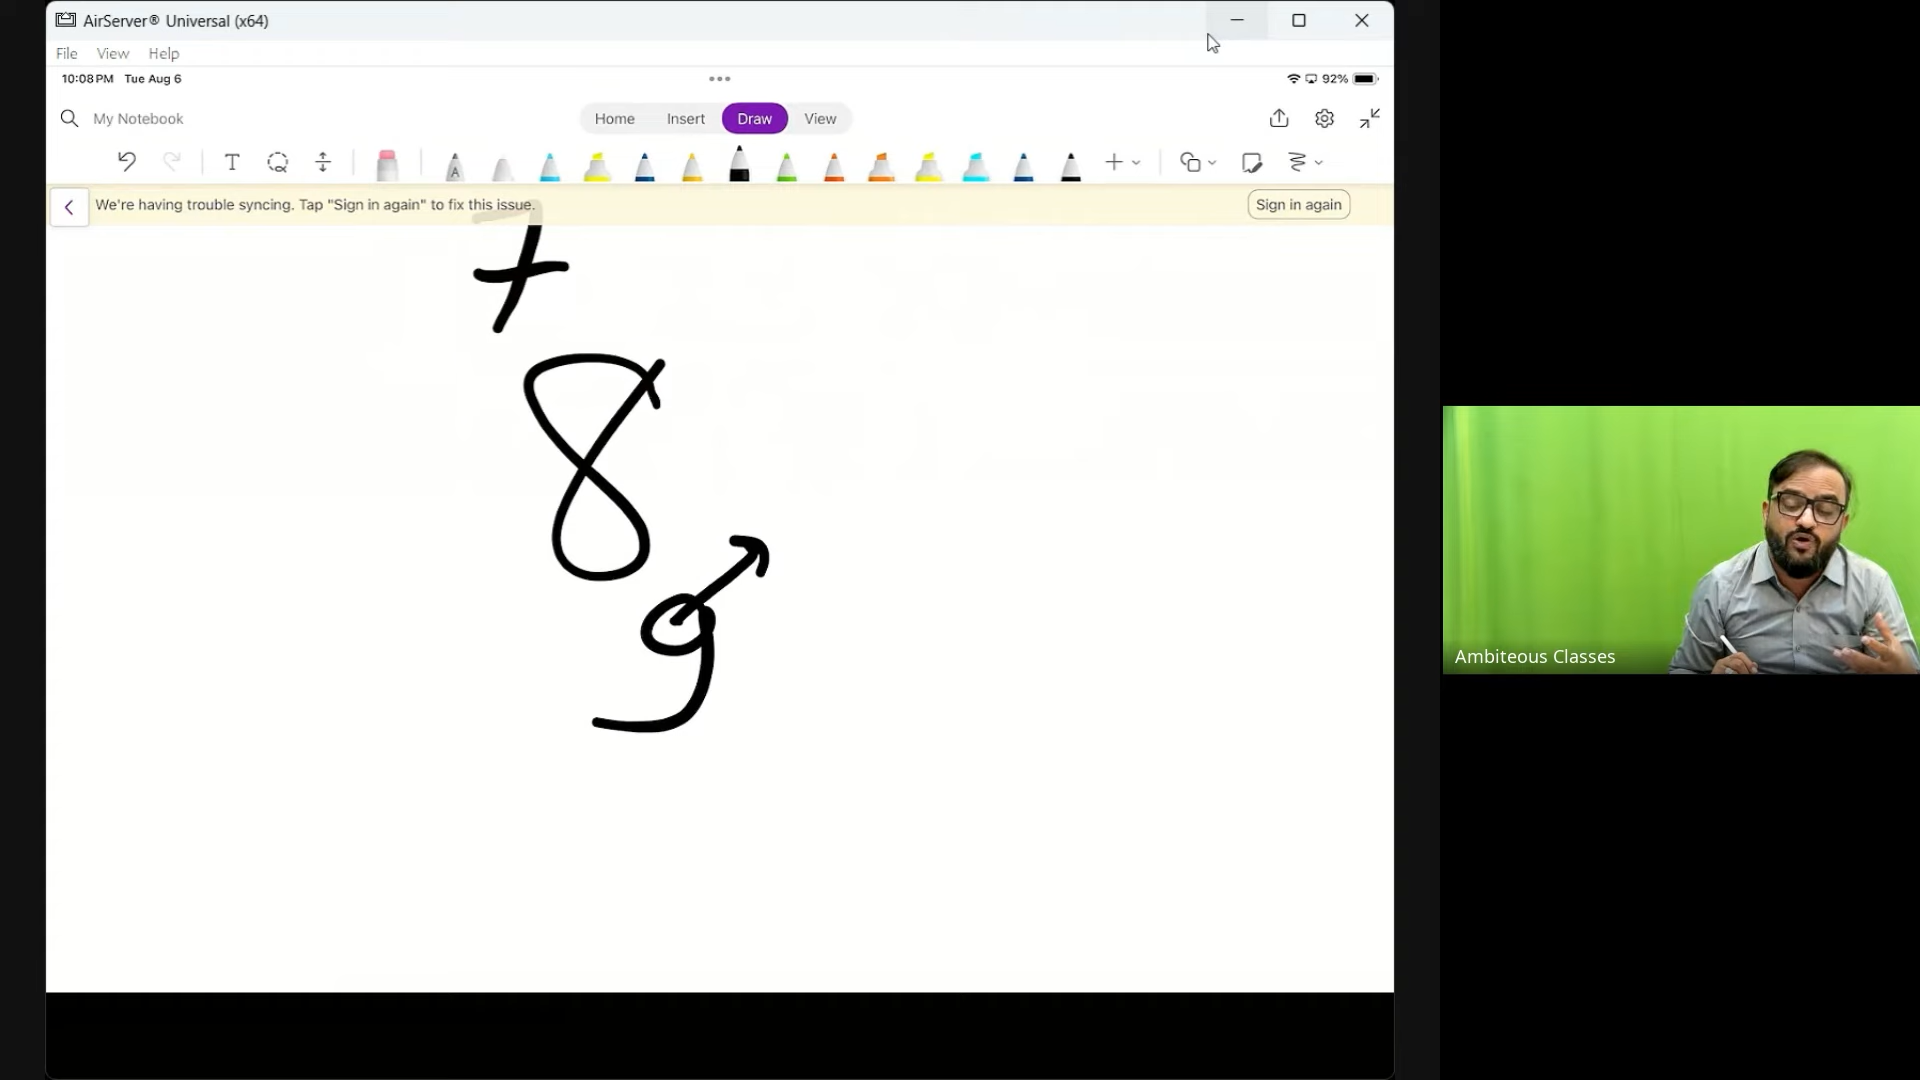 AirServer® Universal (x64)
File View Help
10:08 PM Tue Aug 6
92%
My Notebook
Home Insert Draw View
T
A
We're having trouble syncing. Tap "Sign in again" to fix this issue.
Sign in again
7
8
9
Ambiteous Classes